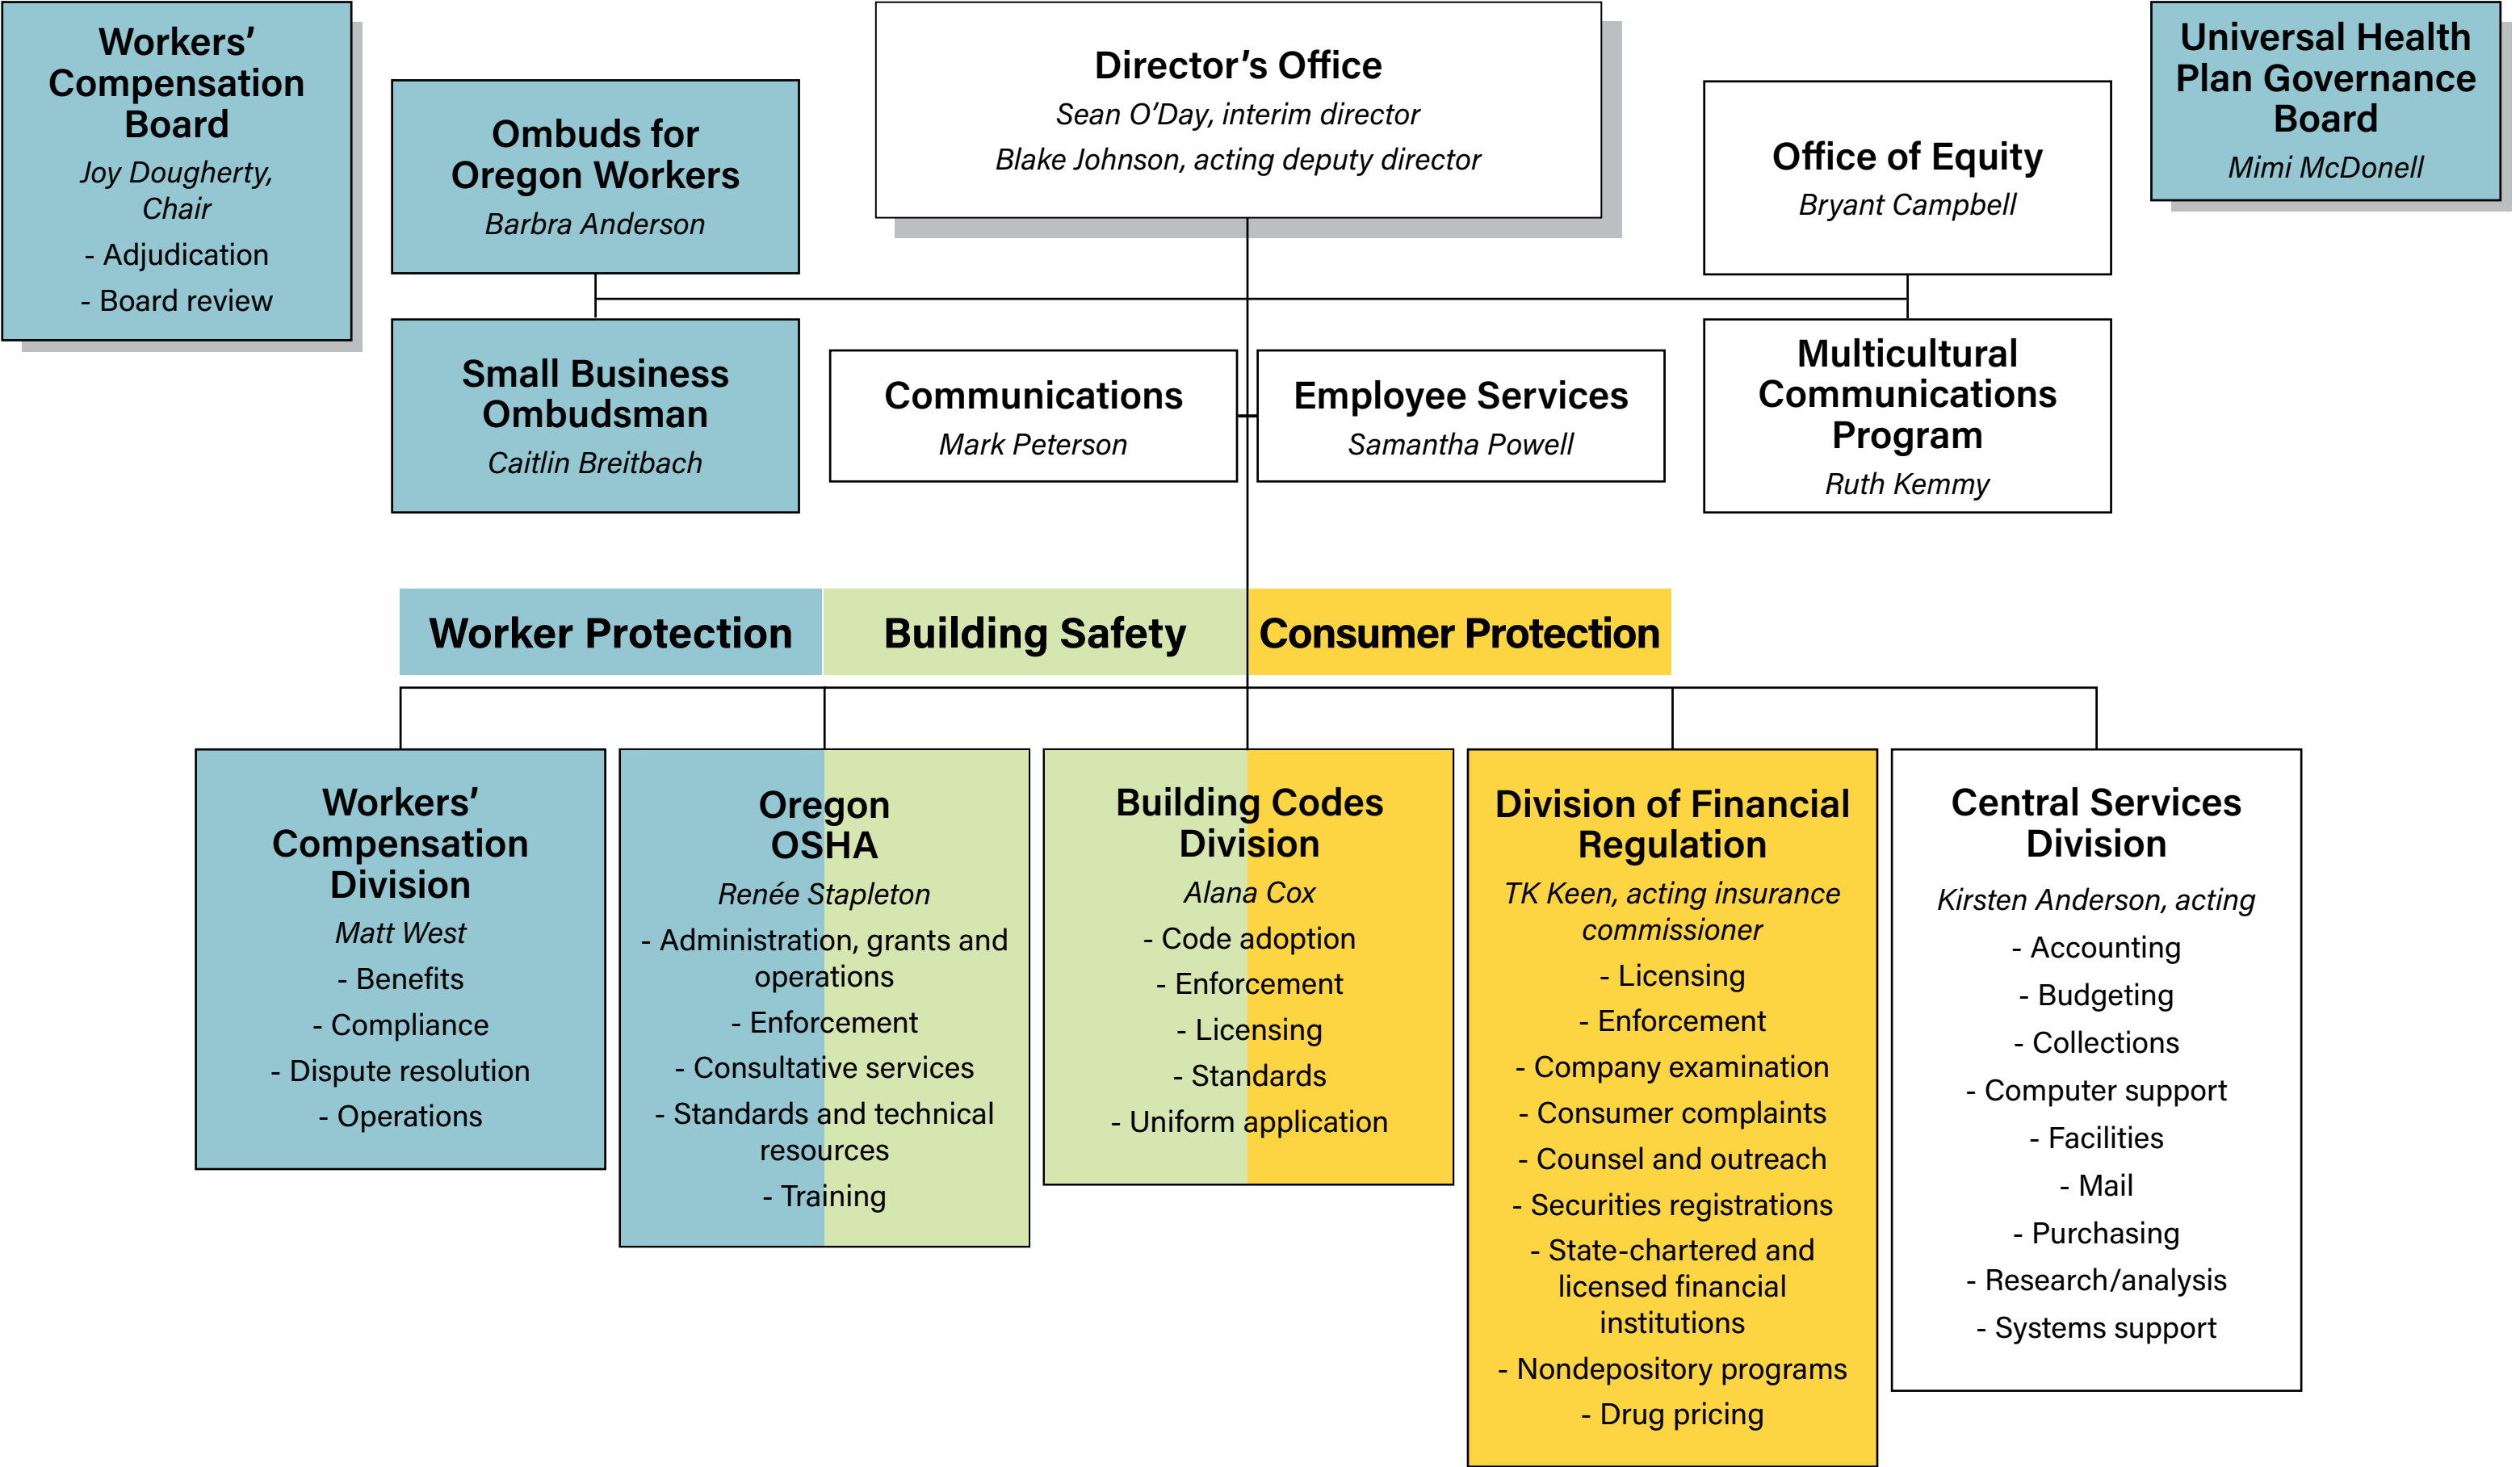 Workers’
Compensation
Board
Joy Dougherty,
Chair
- Adjudication
- Board review
Ombuds for
Oregon Workers
Barbra Anderson
Director’s Office
Sean O’Day, interim director
Blake Johnson, acting deputy director
Office of Equity
Bryant Campbell
Universal Health
Plan Governance
Board
Mimi McDonell
Small Business
Ombudsman
Caitlin Breitbach
Communications
Mark Peterson
Employee Services
Samantha Powell
Multicultural
Communications
Program
Ruth Kemmy
Worker Protection
Building Safety
Consumer Protection
Workers’
Compensation
Division
Matt West
- Benefits
- Compliance
- Dispute resolution
- Operations
Oregon
OSHA
Renée Stapleton
- Administration, grants and
operations
- Enforcement
- Consultative services
- Standards and technical
resources
- Training
Building Codes
Division
Alana Cox
- Code adoption
- Enforcement
- Licensing
- Standards
- Uniform application
Division of Financial
Regulation
TK Keen, acting insurance
commissioner
- Licensing
- Enforcement
- Company examination
- Consumer complaints
- Counsel and outreach
- Securities registrations
- State-chartered and
licensed financial
institutions
- Nondepository programs
- Drug pricing
Central Services
Division
Kirsten Anderson, acting
- Accounting
- Budgeting
- Collections
- Computer support
- Facilities
- Mail
- Purchasing
- Research/analysis
- Systems support